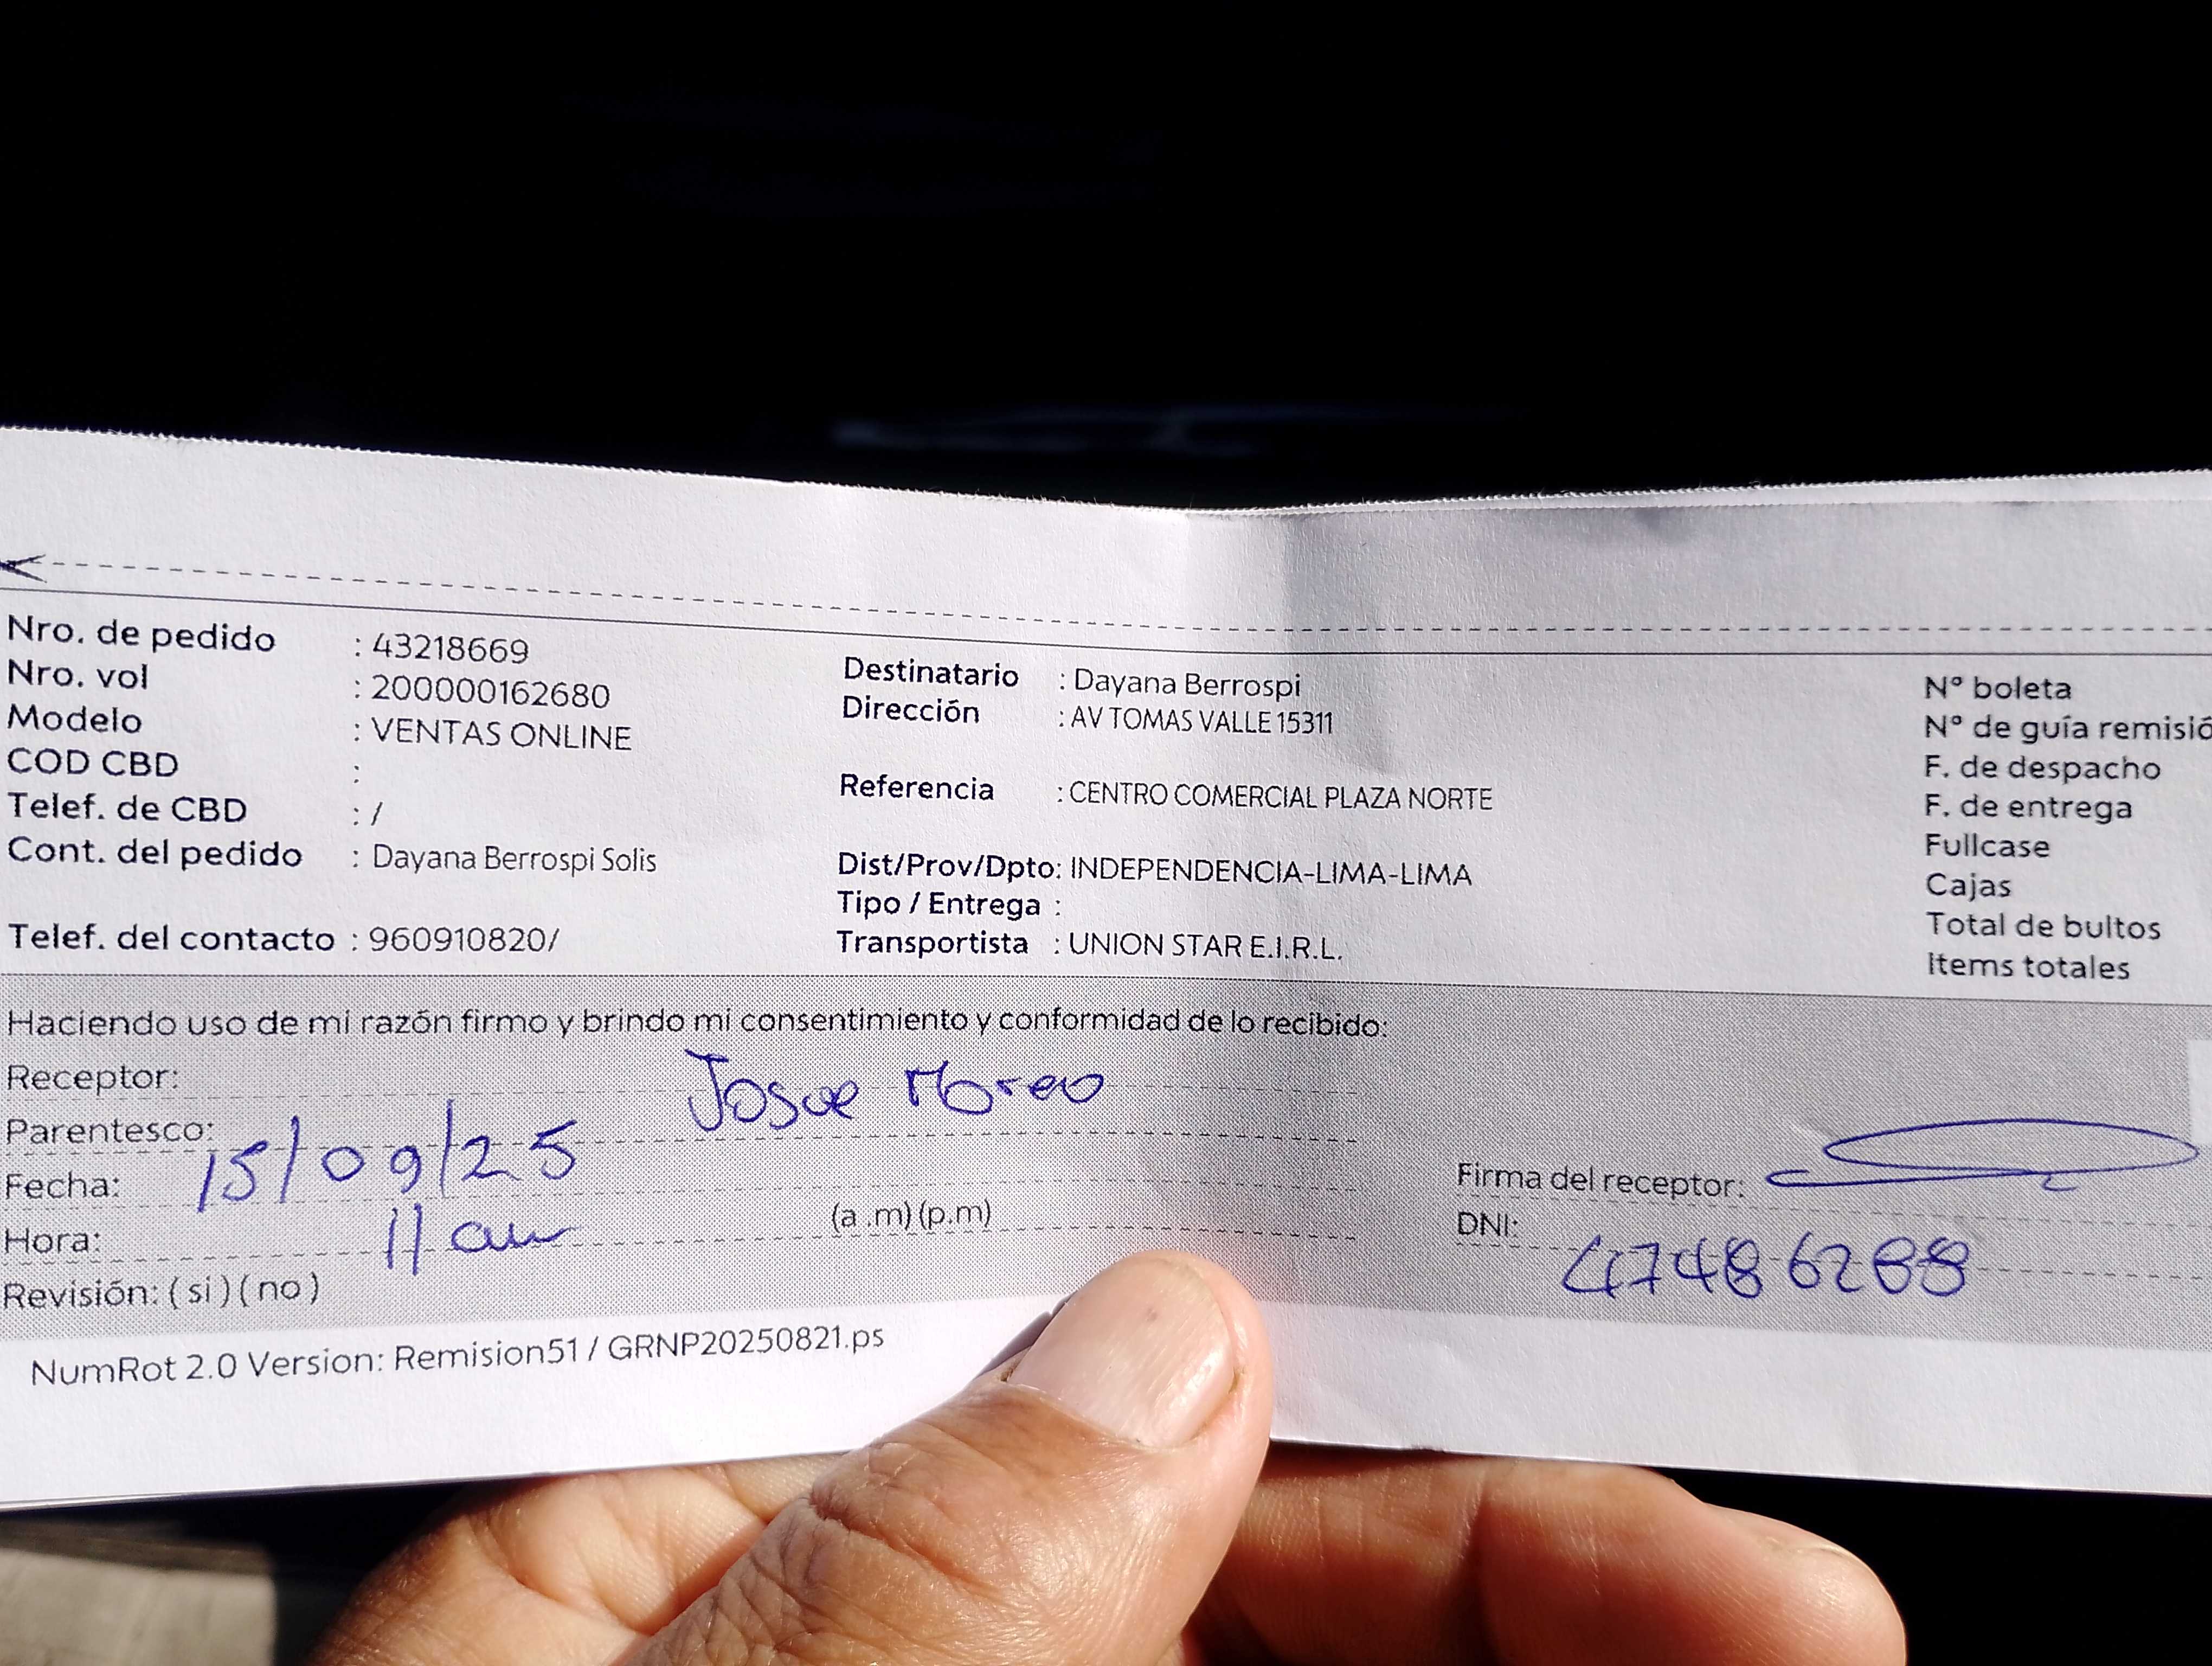 Nro. de pedido : 43218669
Nro. vol : 200000162680
Modelo : VENTAS ONLINE
COD CBD :
Telef. de CBD : /
Cont. del pedido : Dayana Berrospi Solis
Telef. del contacto : 960910820/
Destinatario : Dayana Berrospi
Dirección : AV TOMAS VALLE 15311
Referencia : CENTRO COMERCIAL PLAZA NORTE
Dist/Prov/Dpto: INDEPENDENCIA-LIMA-LIMA
Tipo / Entrega :
Transportista : UNION STAR E.I.R.L.
N° boleta
N° de guía remisió
F. de despacho
F. de entrega
Fullcase
Cajas
Total de bultos
Items totales
Haciendo uso de mi razón firmo y brindo mi consentimiento y conformidad de lo recibido:
Receptor: Josue
Parentesco:
Fecha: 15/09/25
Hora: 11 am (a .m) (p.m)
Revisión: ( si ) ( no )
Firma del receptor:
DNI: 47486288
NumRot 2.0 Version: Remision51 / GRNP20250821.ps